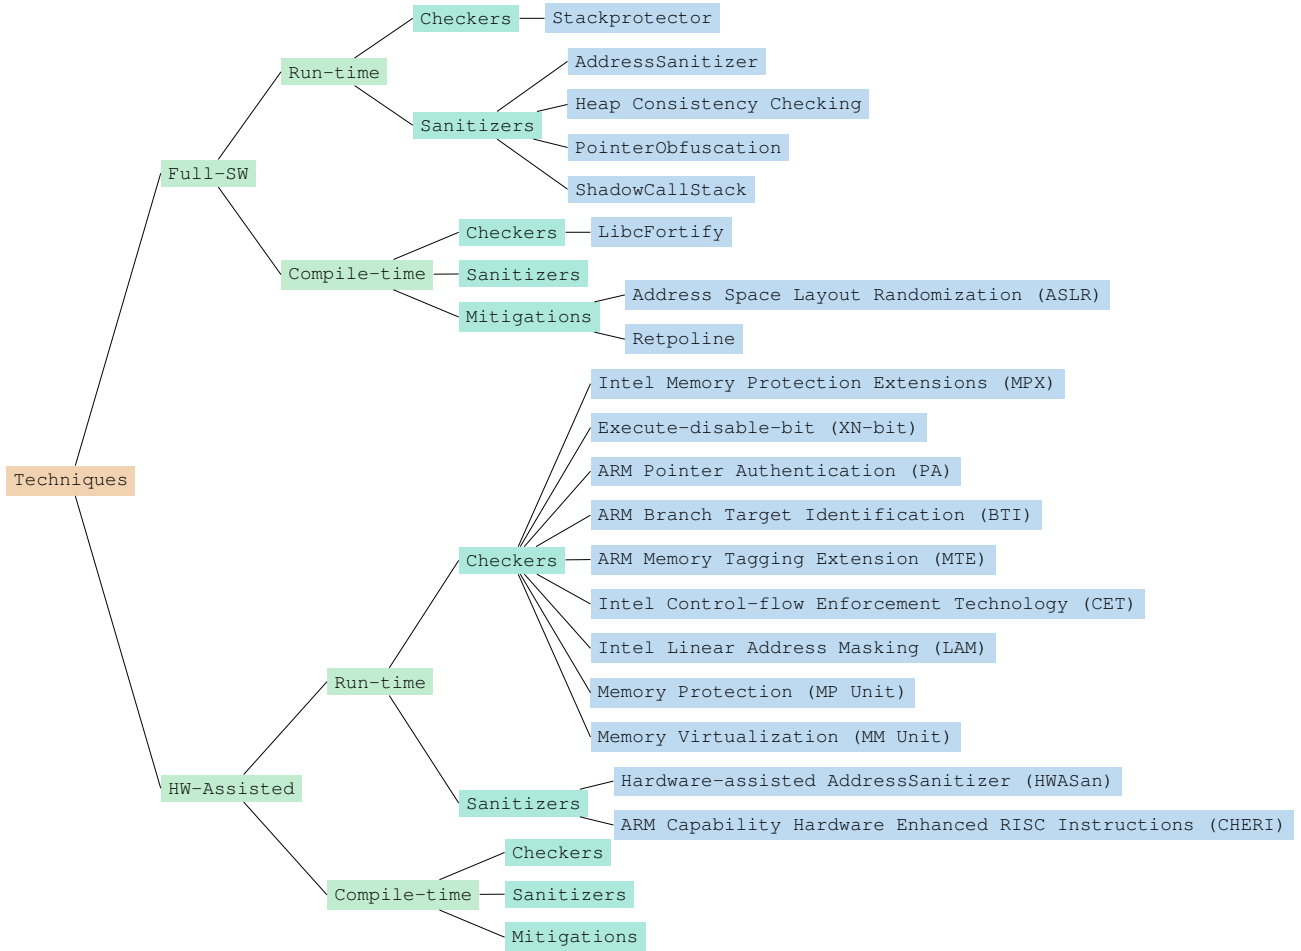 Techniques
Full-SW
Run-time
Checkers
Stackprotector
Sanitizers
AddressSanitizer
Heap Consistency Checking
PointerObfuscation
ShadowCallStack
Compile-time
Checkers
LibcFortify
Sanitizers
Mitigations
Address Space Layout Randomization (ASLR)
Retpoline
HW-Assisted
Run-time
Checkers
Intel Memory Protection Extensions (MPX)
Execute-disable-bit (XN-bit)
ARM Pointer Authentication (PA)
ARM Branch Target Identification (BTI)
ARM Memory Tagging Extension (MTE)
Intel Control-flow Enforcement Technology (CET)
Intel Linear Address Masking (LAM)
Memory Protection (MP Unit)
Memory Virtualization (MM Unit)
Sanitizers
Hardware-assisted AddressSanitizer (HWASan)
ARM Capability Hardware Enhanced RISC Instructions (CHERI)
Compile-time
Checkers
Sanitizers
Mitigations